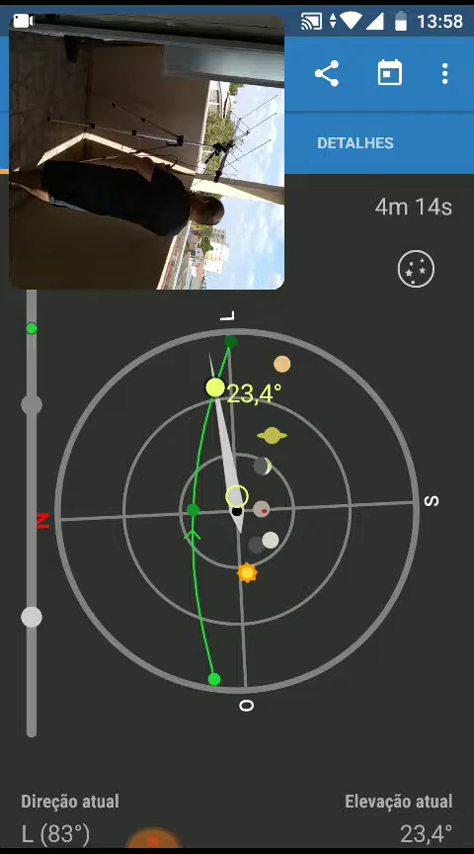 13:58
DETALHES
4m 14s
L
23,4°
N
S
O
Direção atual
Elevação atual
L (83°)
23,4°